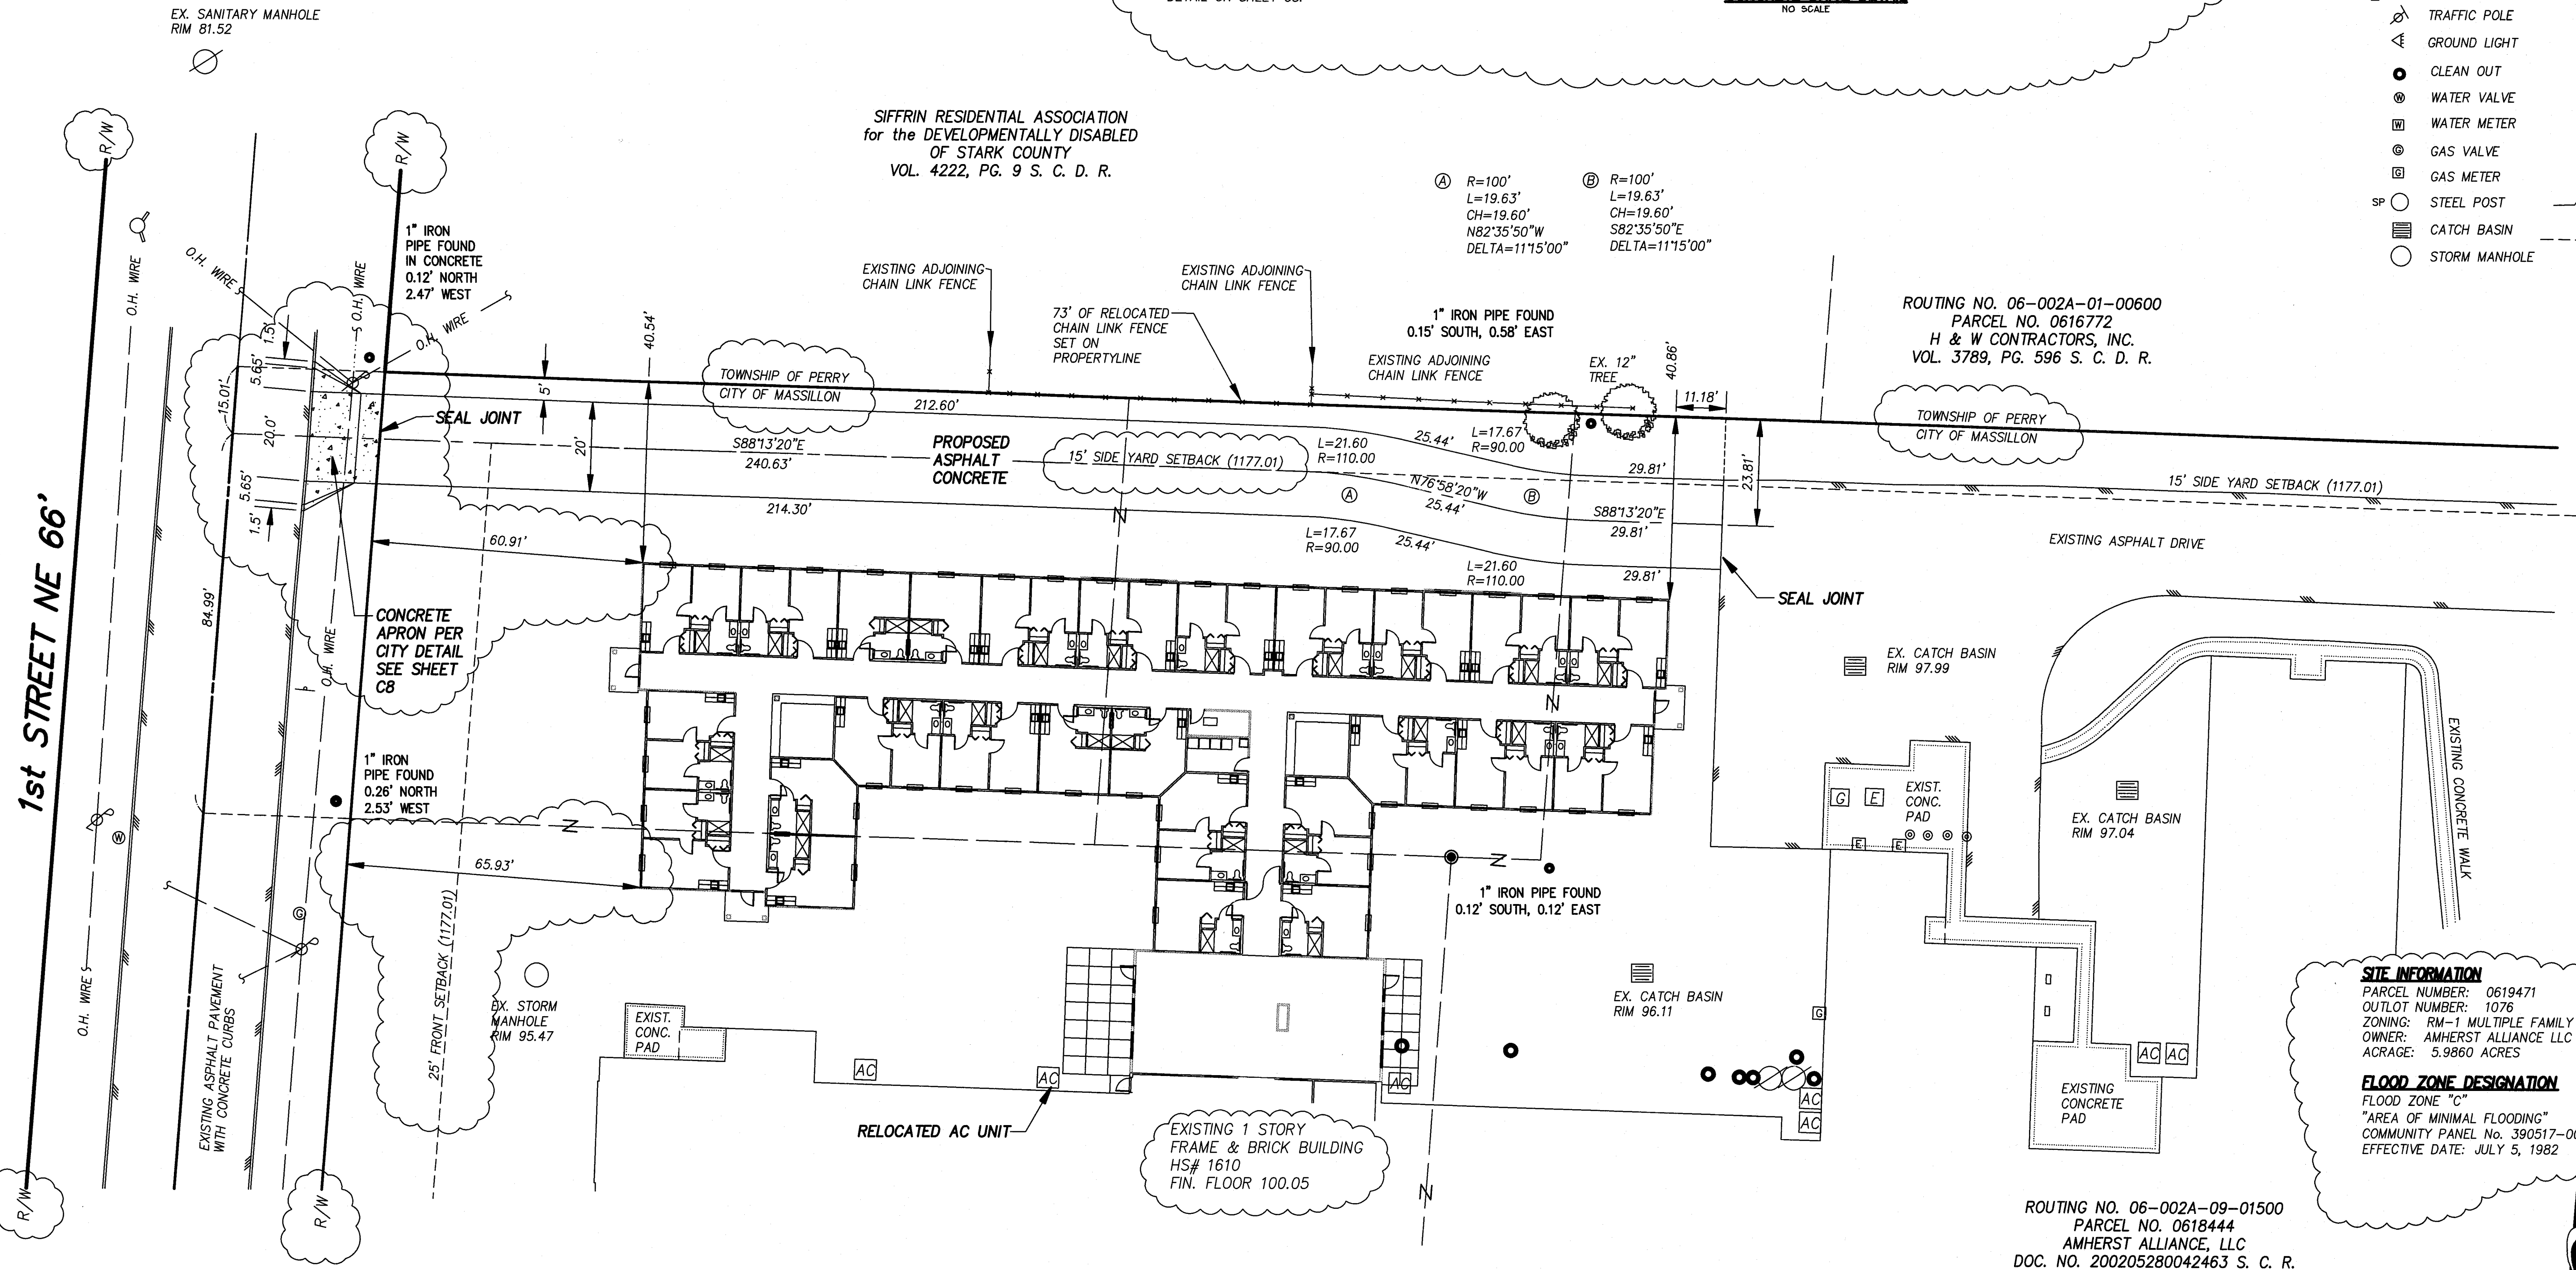 EX. SANITARY MANHOLE
RIM 81.52
NO SCALE
TRAFFIC POLE
GROUND LIGHT
CLEAN OUT
W WATER VALVE
W WATER METER
G GAS VALVE
G GAS METER
SP STEEL POST
CATCH BASIN
STORM MANHOLE
R/W
R/W
SIFFRIN RESIDENTIAL ASSOCIATION
for the DEVELOPMENTALLY DISABLED
OF STARK COUNTY
VOL. 4222, PG. 9 S. C. D. R.
A R=100'
L=19.63'
CH=19.60'
N82°35'50"W
DELTA=11°15'00"
B R=100'
L=19.63'
CH=19.60'
S82°35'50"E
DELTA=11°15'00"
1" IRON
PIPE FOUND
IN CONCRETE
0.12' NORTH
2.47' WEST
O.H. WIRE
O.H. WIRE
O.H. WIRE
O.H. WIRE
EXISTING ADJOINING
CHAIN LINK FENCE
EXISTING ADJOINING
CHAIN LINK FENCE
73' OF RELOCATED
CHAIN LINK FENCE
SET ON
PROPERTYLINE
1" IRON PIPE FOUND
0.15' SOUTH, 0.58' EAST
EXISTING ADJOINING
CHAIN LINK FENCE
EX. 12"
TREE
ROUTING NO. 06-002A-01-00600
PARCEL NO. 0616772
H & W CONTRACTORS, INC.
VOL. 3789, PG. 596 S. C. D. R.
1.5'
5.65'
15.01'
20.0'
5.65'
1.5'
40.54'
5'
20'
TOWNSHIP OF PERRY
CITY OF MASSILLON
212.60'
40.86'
11.18'
TOWNSHIP OF PERRY
CITY OF MASSILLON
SEAL JOINT
S88°13'20"E
240.63'
PROPOSED
ASPHALT
CONCRETE
15' SIDE YARD SETBACK (1177.01)
L=21.60
R=110.00
25.44'
L=17.67
R=90.00
29.81'
23.81'
15' SIDE YARD SETBACK (1177.01)
N76°58'20"W
25.44'
A
B
S88°13'20"E
29.81'
214.30'
N
60.91'
L=17.67
R=90.00
25.44'
L=21.60
R=110.00
29.81'
EXISTING ASPHALT DRIVE
SEAL JOINT
1st STREET NE 66'
84.99'
CONCRETE
APRON PER
CITY DETAIL
SEE SHEET
C8
O.H. WIRE
EX. CATCH BASIN
RIM 97.99
N
EXISTING CONCRETE WALK
1" IRON
PIPE FOUND
0.26' NORTH
2.53' WEST
W
N
G E
EXIST.
CONC.
PAD
E E
EX. CATCH BASIN
RIM 97.04
65.93'
N
1" IRON PIPE FOUND
0.12' SOUTH, 0.12' EAST
G
O.H. WIRE
EXISTING ASPHALT PAVEMENT
WITH CONCRETE CURBS
25' FRONT SETBACK (1177.01)
EX. STORM
MANHOLE
RIM 95.47
EXIST.
CONC.
PAD
EX. CATCH BASIN
RIM 96.11
G
AC
AC
AC
AC
AC
AC AC
RELOCATED AC UNIT
EXISTING
CONCRETE
PAD
EXISTING 1 STORY
FRAME & BRICK BUILDING
HS# 1610
FIN. FLOOR 100.05
N
SITE INFORMATION
PARCEL NUMBER: 0619471
OUTLOT NUMBER: 1076
ZONING: RM-1 MULTIPLE FAMILY
OWNER: AMHERST ALLIANCE LLC
ACRAGE: 5.9860 ACRES
FLOOD ZONE DESIGNATION
FLOOD ZONE "C"
"AREA OF MINIMAL FLOODING"
COMMUNITY PANEL No. 390517-00
EFFECTIVE DATE: JULY 5, 1982
R/W
R/W
ROUTING NO. 06-002A-09-01500
PARCEL NO. 0618444
AMHERST ALLIANCE, LLC
DOC. NO. 200205280042463 S. C. R.